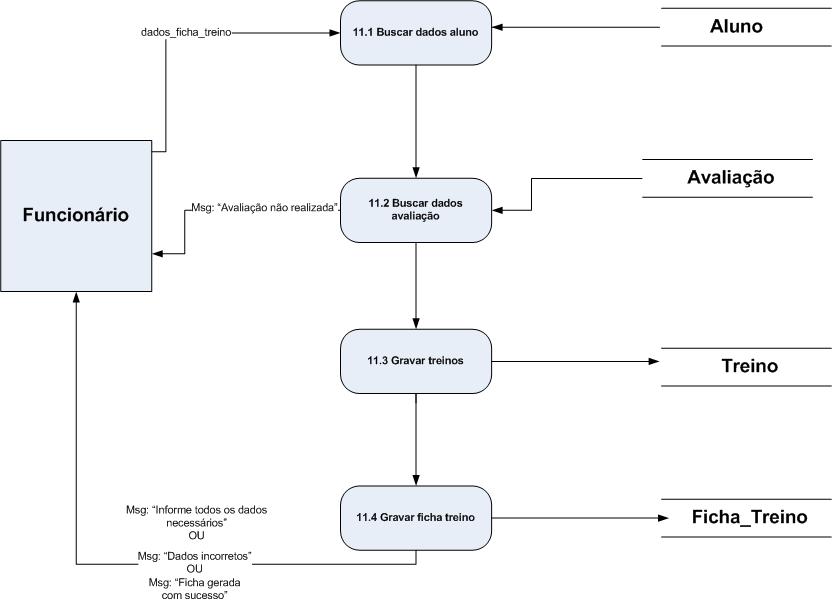 dados_ficha_treino
11.1 Buscar dados aluno
Aluno
Funcionário
Msg: “Avaliação não realizada”
11.2 Buscar dados
avaliação
Avaliação
11.3 Gravar treinos
Treino
Msg: “Informe todos os dados
necessários”
OU
Msg: “Dados incorretos”
OU
Msg: “Ficha gerada
com sucesso”
11.4 Gravar ficha treino
Ficha_Treino